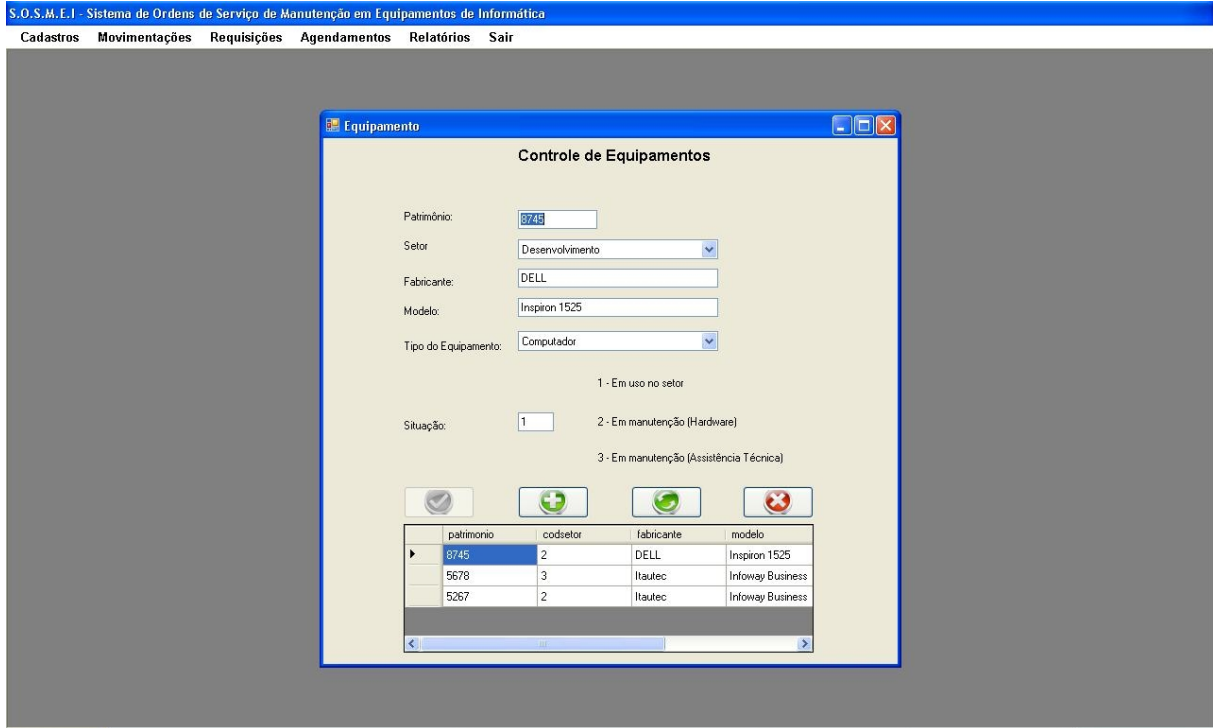 S.O.S.M.E.I - Sistema de Ordens de Serviço de Manutenção em Equipamentos de Informática
Cadastros Movimentações Requisições Agendamentos Relatórios Sair
Equipamento
Controle de Equipamentos
Patrimônio: 8745
Setor Desenvolvimento
Fabricante: DELL
Modelo: Inspiron 1525
Tipo do Equipamento: Computador
1 - Em uso no setor
Situação: 1 2 - Em manutenção (Hardware)
3 - Em manutenção (Assistência Técnica)
patrimonio codsetor fabricante modelo
8745 2 DELL Inspiron 1525
5678 3 Itautec Infoway Business
5267 2 Itautec Infoway Business